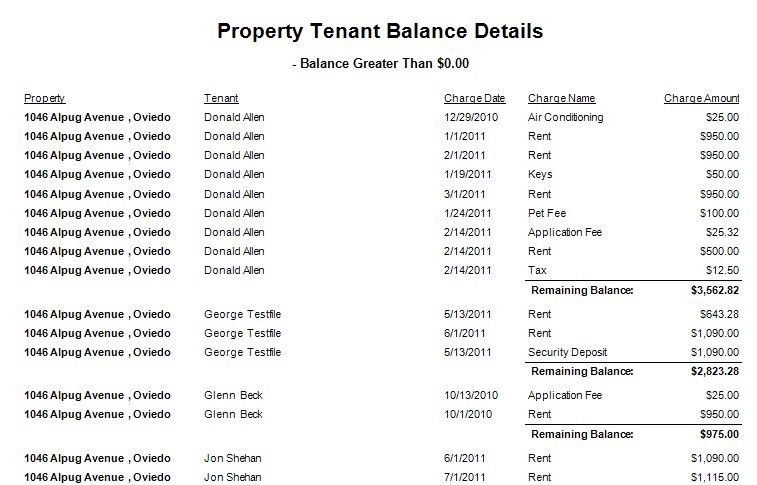 Property Tenant Balance Details
- Balance Greater Than $0.00
Property Tenant Charge Date Charge Name Charge Amount
1046 Alpug Avenue , Oviedo Donald Allen 12/29/2010 Air Conditioning $25.00
1046 Alpug Avenue , Oviedo Donald Allen 1/1/2011 Rent $950.00
1046 Alpug Avenue , Oviedo Donald Allen 2/1/2011 Rent $950.00
1046 Alpug Avenue , Oviedo Donald Allen 1/19/2011 Keys $50.00
1046 Alpug Avenue , Oviedo Donald Allen 3/1/2011 Rent $950.00
1046 Alpug Avenue , Oviedo Donald Allen 1/24/2011 Pet Fee $100.00
1046 Alpug Avenue , Oviedo Donald Allen 2/14/2011 Application Fee $25.32
1046 Alpug Avenue , Oviedo Donald Allen 2/14/2011 Rent $500.00
1046 Alpug Avenue , Oviedo Donald Allen 2/14/2011 Tax $12.50
Remaining Balance: $3,562.82
1046 Alpug Avenue , Oviedo George Testfile 5/13/2011 Rent $643.28
1046 Alpug Avenue , Oviedo George Testfile 6/1/2011 Rent $1,090.00
1046 Alpug Avenue , Oviedo George Testfile 5/13/2011 Security Deposit $1,090.00
Remaining Balance: $2,823.28
1046 Alpug Avenue , Oviedo Glenn Beck 10/13/2010 Application Fee $25.00
1046 Alpug Avenue , Oviedo Glenn Beck 10/1/2010 Rent $950.00
Remaining Balance: $975.00
1046 Alpug Avenue , Oviedo Jon Shehan 6/1/2011 Rent $1,090.00
1046 Alpug Avenue , Oviedo Jon Shehan 7/1/2011 Rent $1,115.00